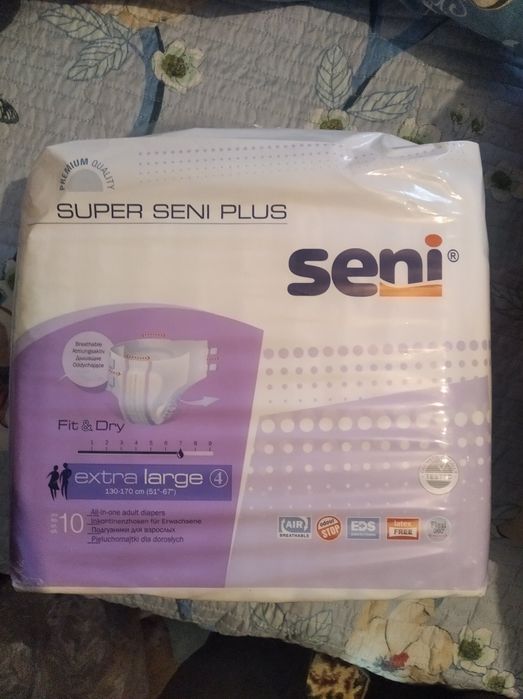 PREMIUM QUALITY
SUPER SENI PLUS
seni®
Breathable
Atmungsaktiv
Дышащие
Oddychające
Fit & Dry
1 2 3 4 5 6 7 8 9
extra large 4
130-170 cm (51"-67")
10
All-in-one adult diapers
Inkontinenzhosen für Erwachsene
Подгузники для взрослых
Pieluchomajtki dla dorosłych
AIR
BREATHABLE
odour
STOP
EDS
latex
FREE